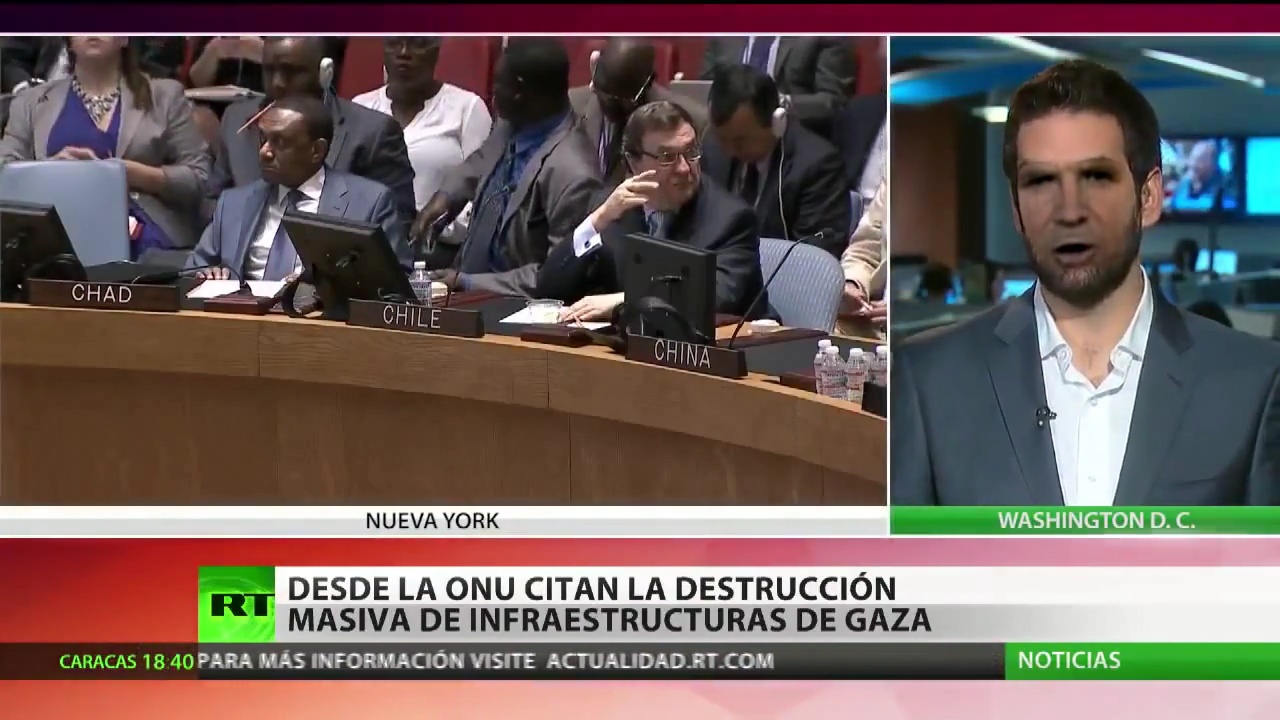 CHAD
CHILE
CHINA
NUEVA YORK
WASHINGTON D. C.
RT
DESDE LA ONU CITAN LA DESTRUCCIÓN
MASIVA DE INFRAESTRUCTURAS DE GAZA
CARACAS 18:40
PARA MÁS INFORMACIÓN VISITE ACTUALIDAD.RT.COM
NOTICIAS